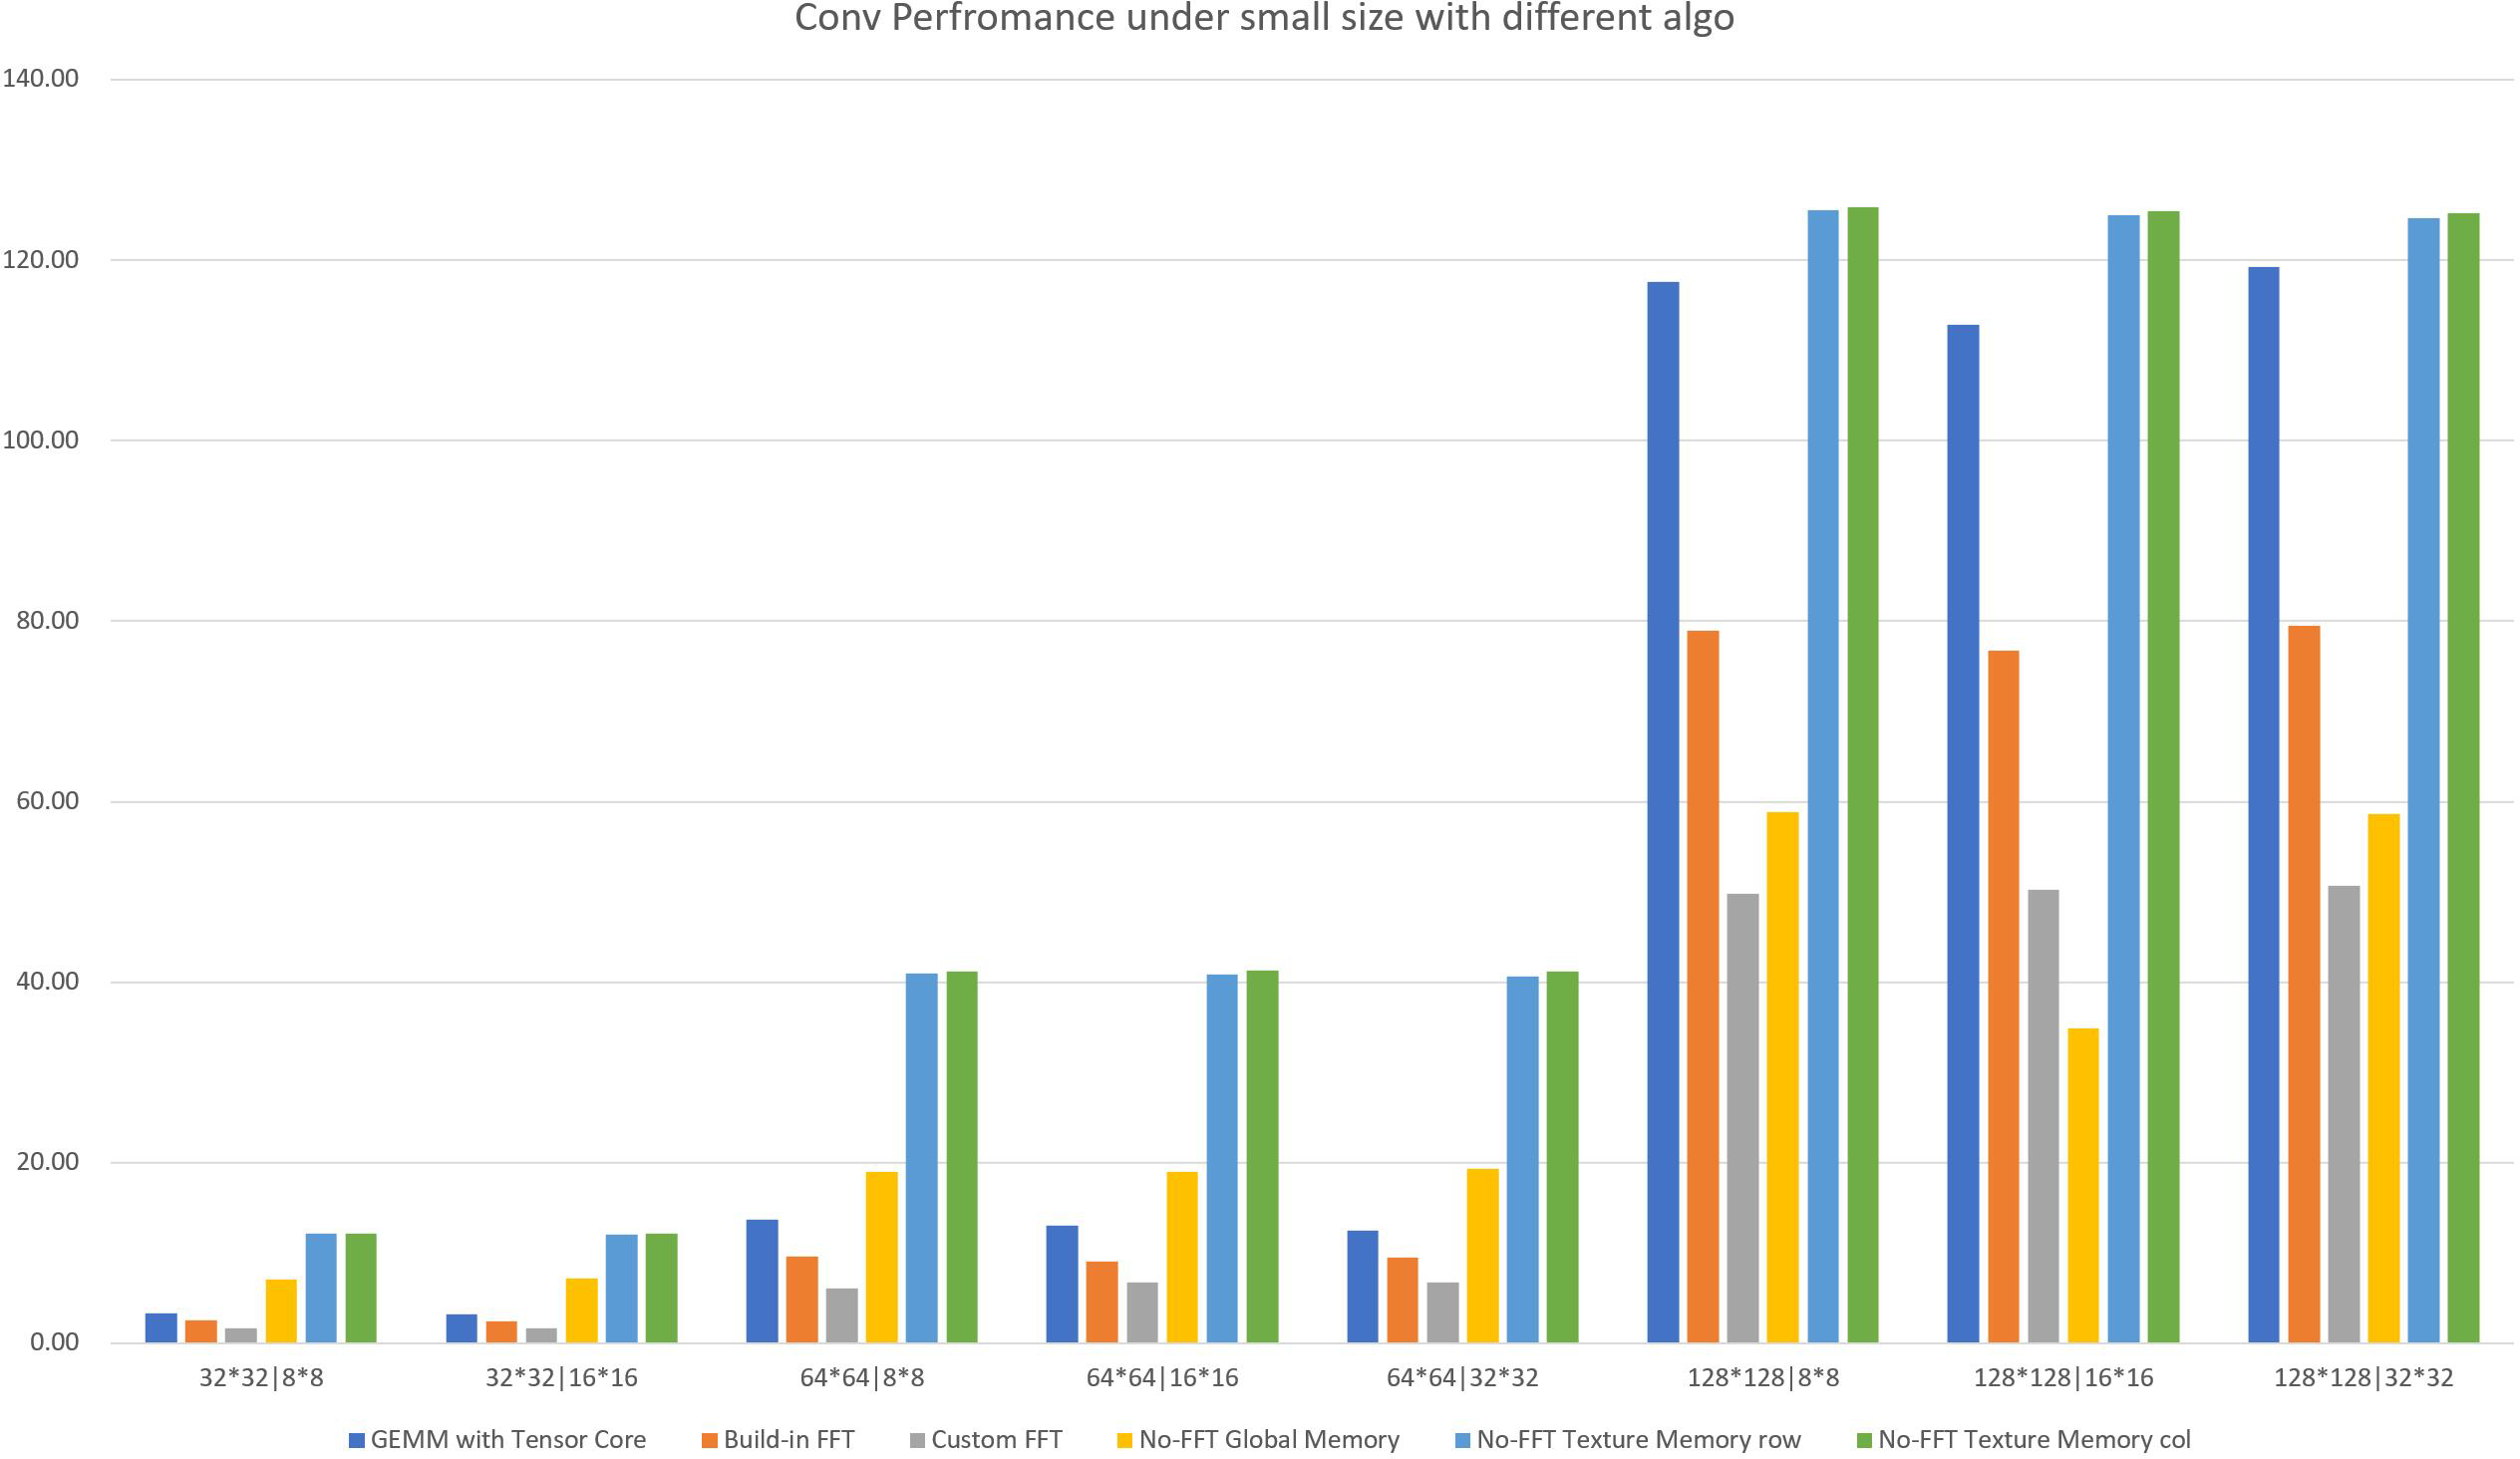 Conv Perfromance under small size with different algo
140.00
120.00
100.00
80.00
60.00
40.00
20.00
0.00
32*32|8*8 32*32|16*16 64*64|8*8 64*64|16*16 64*64|32*32 128*128|8*8 128*128|16*16 128*128|32*32
GEMM with Tensor Core Build-in FFT Custom FFT No-FFT Global Memory No-FFT Texture Memory row No-FFT Texture Memory col